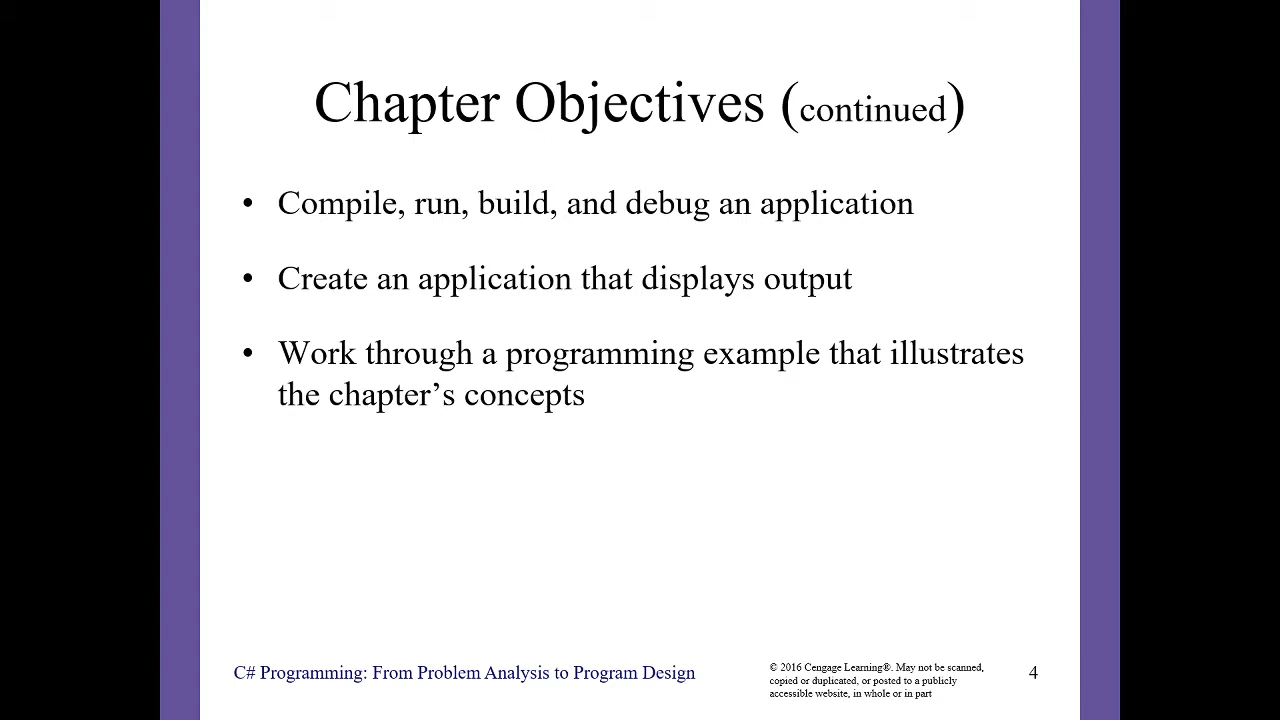 Chapter Objectives (continued)
• Compile, run, build, and debug an application
• Create an application that displays output
• Work through a programming example that illustrates
the chapter’s concepts
C# Programming: From Problem Analysis to Program Design
© 2016 Cengage Learning®. May not be scanned,
copied or duplicated, or posted to a publicly
accessible website, in whole or in part
4